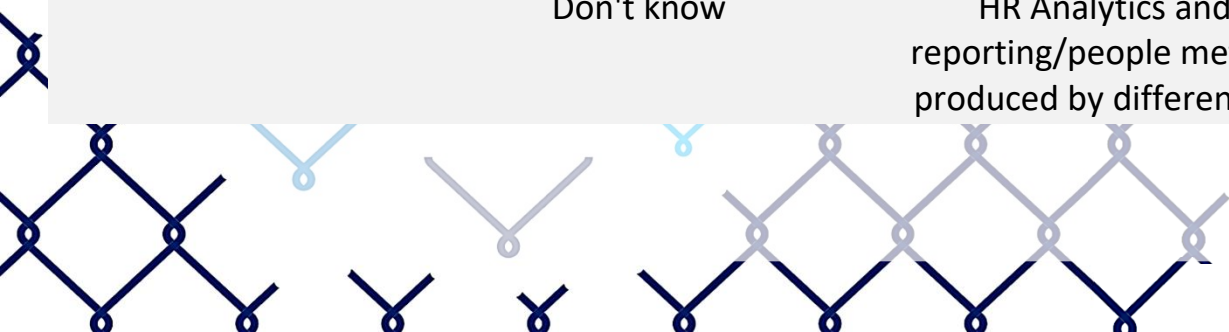 Don't know
HR Analytics and
reporting/people
produced by